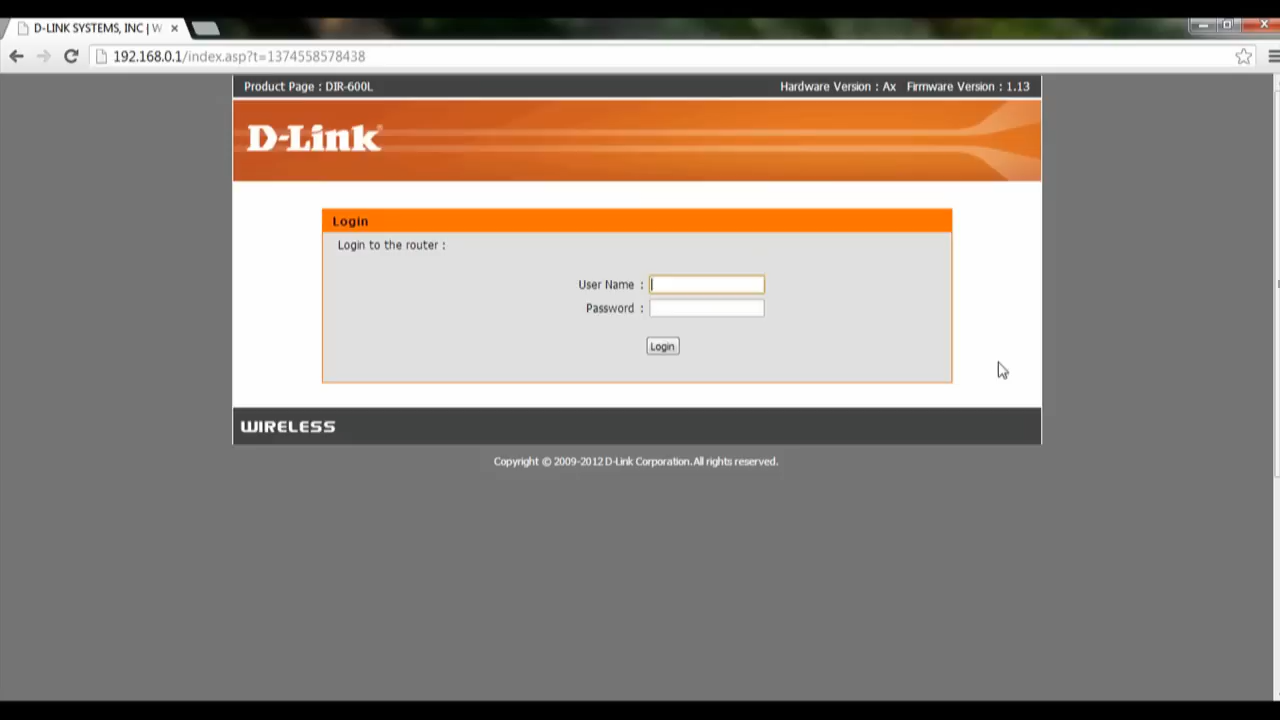 D-LINK SYSTEMS, INC | W
192.168.0.1/index.asp?t=1374558578438
Product Page : DIR-600L Hardware Version : Ax Firmware Version : 1.13
D-Link
Login
Login to the router :
User Name :
Password :
Login
WIRELESS
Copyright © 2009-2012 D-Link Corporation. All rights reserved.